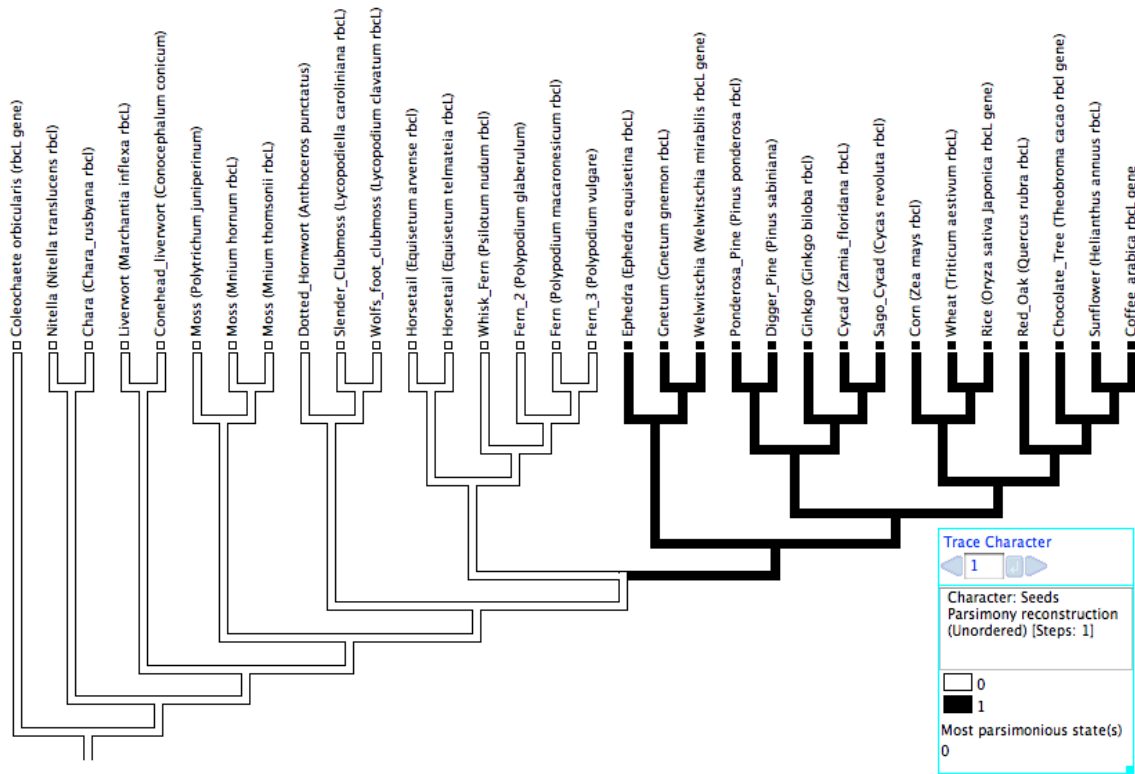 Coleochaete orbicularis (rbcL gene)
Nitella (Nitella translucens rbcl)
Chara (Chara_rusbyana rbcl)
Liverwort (Marchantia inflexa rbcL)
Conehead_liverwort (Conocephalum conicum)
Moss (Polytrichum juniperinum)
Moss (Mnium hornum rbcL)
Moss (Mnium thomsonii rbcL)
Dotted_Hornwort (Anthoceros punctatus)
Slender_Clubmoss (Lycopodiella caroliniana rbcL)
Wolfs_foot_clubmoss (Lycopodium clavatum rbcL)
Horsetail (Equisetum arvense rbcl)
Horsetail (Equisetum telmateia rbcL)
Whisk_Fern (Psilotum nudum rbcl)
Fern_2 (Polypodium glaberulum)
Fern (Polypodium macaronesicum rbcl)
Fern_3 (Polypodium vulgare)
Ephedra (Ephedra equisetina rbcL)
Gnetum (Gnetum gnemon rbcL)
Welwitschia (Welwitschia mirabilis rbcL gene)
Ponderosa_Pine (Pinus ponderosa rbcl)
Digger_Pine (Pinus sabiniana)
Ginkgo (Ginkgo biloba rbcl)
Cycad (Zamia_floridana rbcL)
Sago_Cycad (Cycas revoluta rbcL)
Corn (Zea mays rbcl)
Wheat (Triticum aestivum rbcL)
Rice (Oryza sativa Japonica rbcL gene)
Red_Oak (Quercus rubra rbcL)
Chocolate_Tree (Theobroma cacao rbcl gene)
Sunflower (Helianthus annuus rbcL)
Coffee_arabica rbcL gene
Trace Character
1
Character: Seeds
Parsimony reconstruction
(Unordered) [Steps: 1]
0
1
Most parsimonious state(s)
0